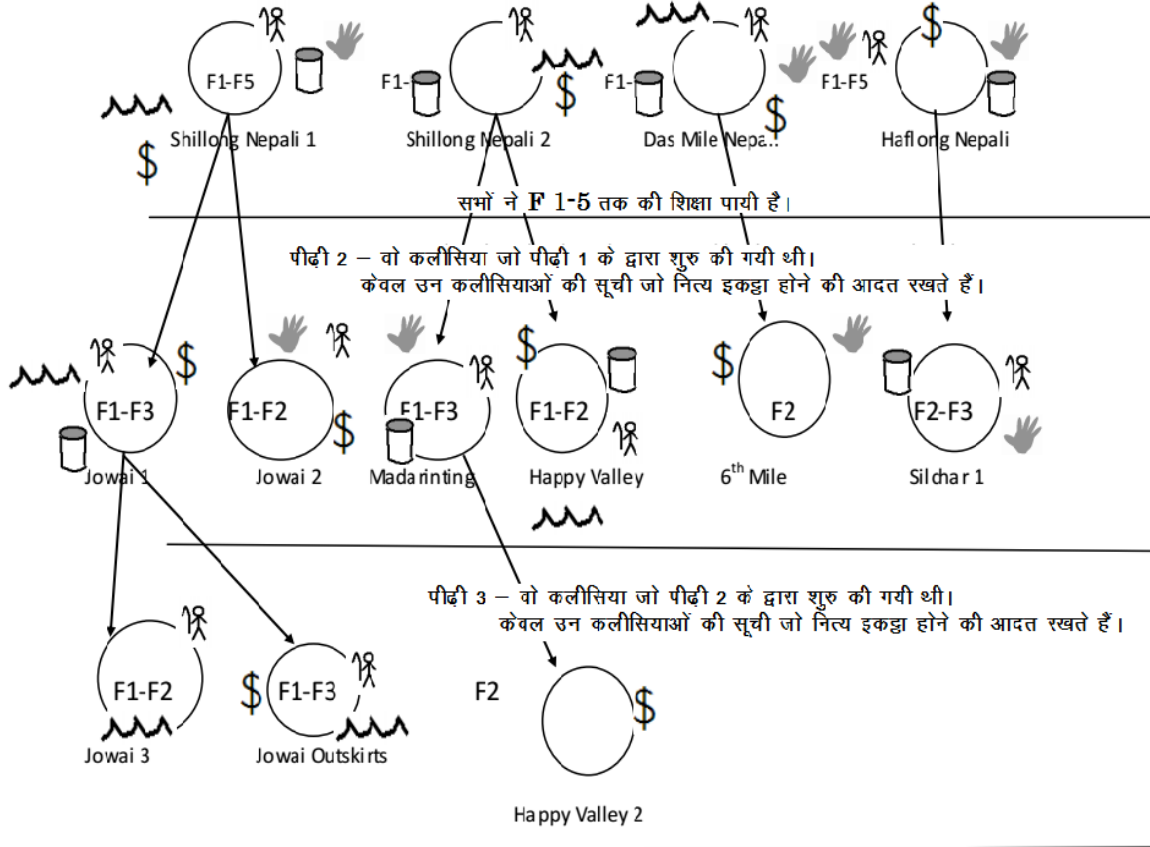 F1-F5
F1-
F1-
F1-F5
Shillong Nepali 1
Shillong Nepali 2
Das Mile Nepa..
Haflong Nepali
$
$
$
$
सभों ने F 1-5 तक की शिक्षा पायी है।
पीढ़ी 2 – वो कलीसिया जो पीढ़ी 1 के द्वारा शुरु की गयी थी।
केवल उन कलीसियाओं की सूची जो नित्य इकट्ठा होने की आदत रखते हैं।
$
$
$
$
F1-F3
F1-F2
F1-F3
F1-F2
F2
F2-F3
Jowai 1
Jowai 2
Madarinting
Happy Valley
6th Mile
Silchar 1
पीढ़ी 3 – वो कलीसिया जो पीढ़ी 2 के द्वारा शुरु की गयी थी।
केवल उन कलीसियाओं की सूची जो नित्य इकट्ठा होने की आदत रखते हैं।
F1-F2
$
F1-F3
F2
$
Jowai 3
Jowai Outskirts
Happy Valley 2